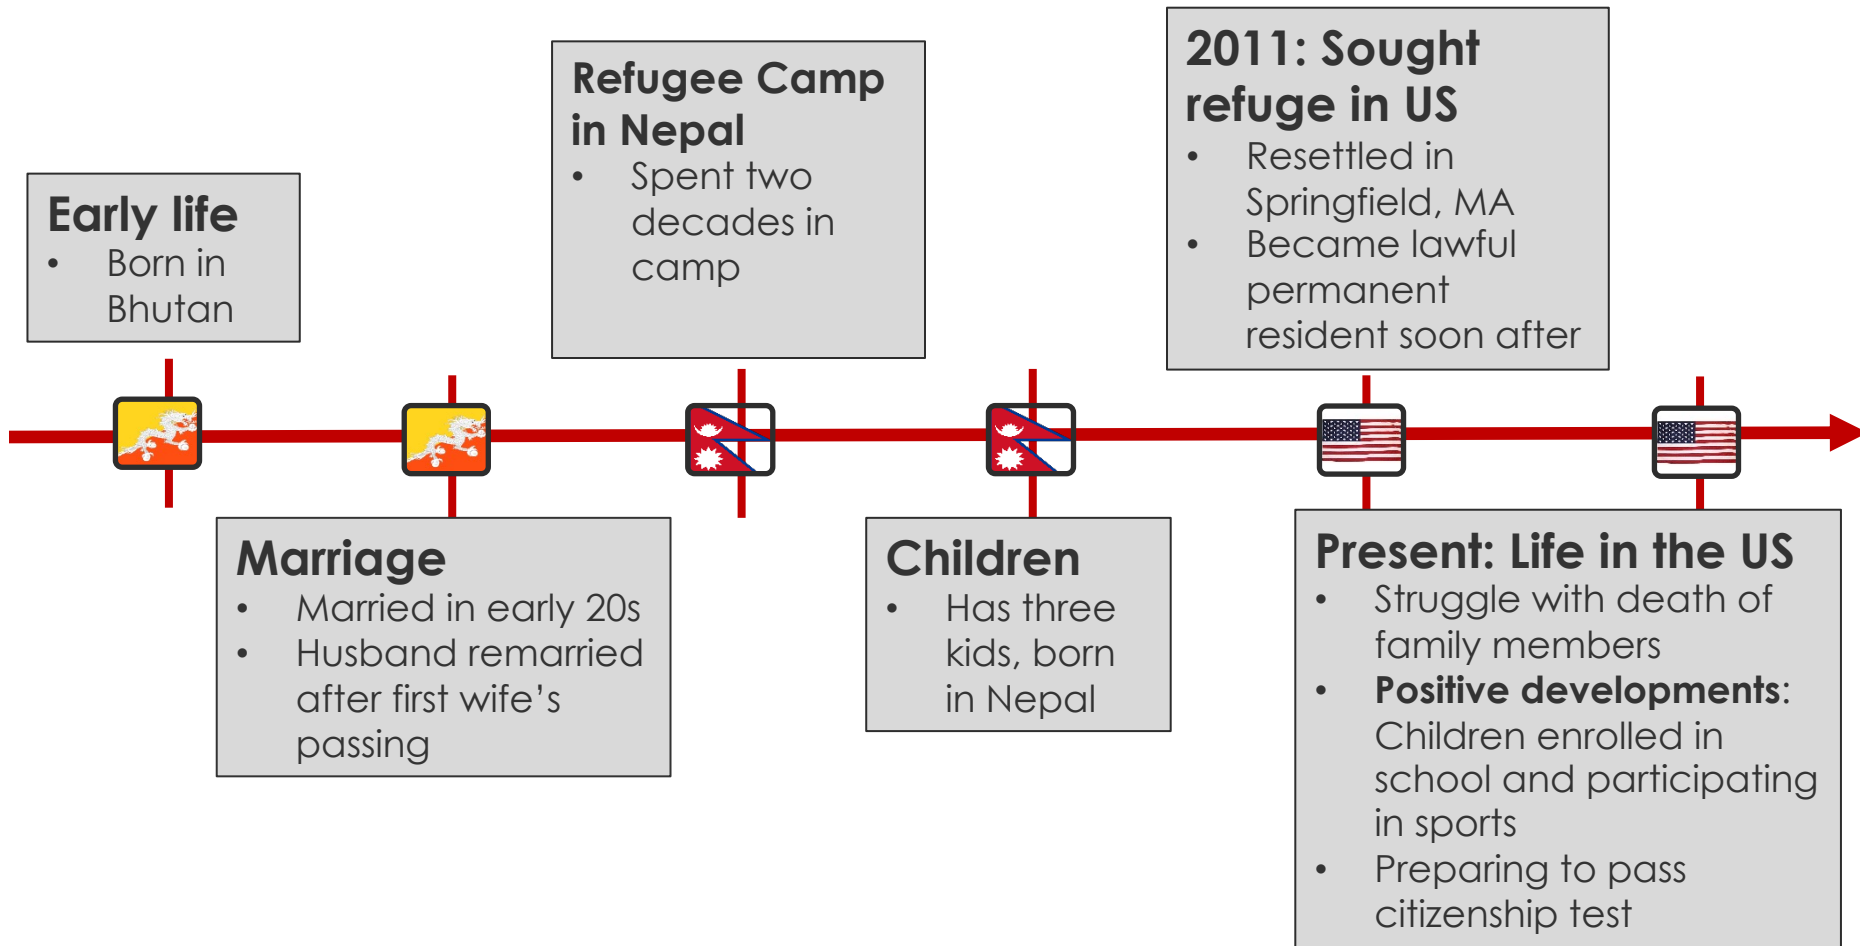 Early life
• Born in
Bhutan
Marriage
• Married in early 20s
• Husband remarried
after first wife’s
passing
Refugee Camp
in Nepal
• Spent two
decades in
camp
Children
• Has three
kids, born
in Nepal
2011: Sought
refuge in US
• Resettled in
Springfield, MA
• Became lawful
permanent
resident soon after
Present: Life in the US
• Struggle with death of
family members
• Positive developments:
Children enrolled in
school and participating
in sports
• Preparing to pass
citizenship test